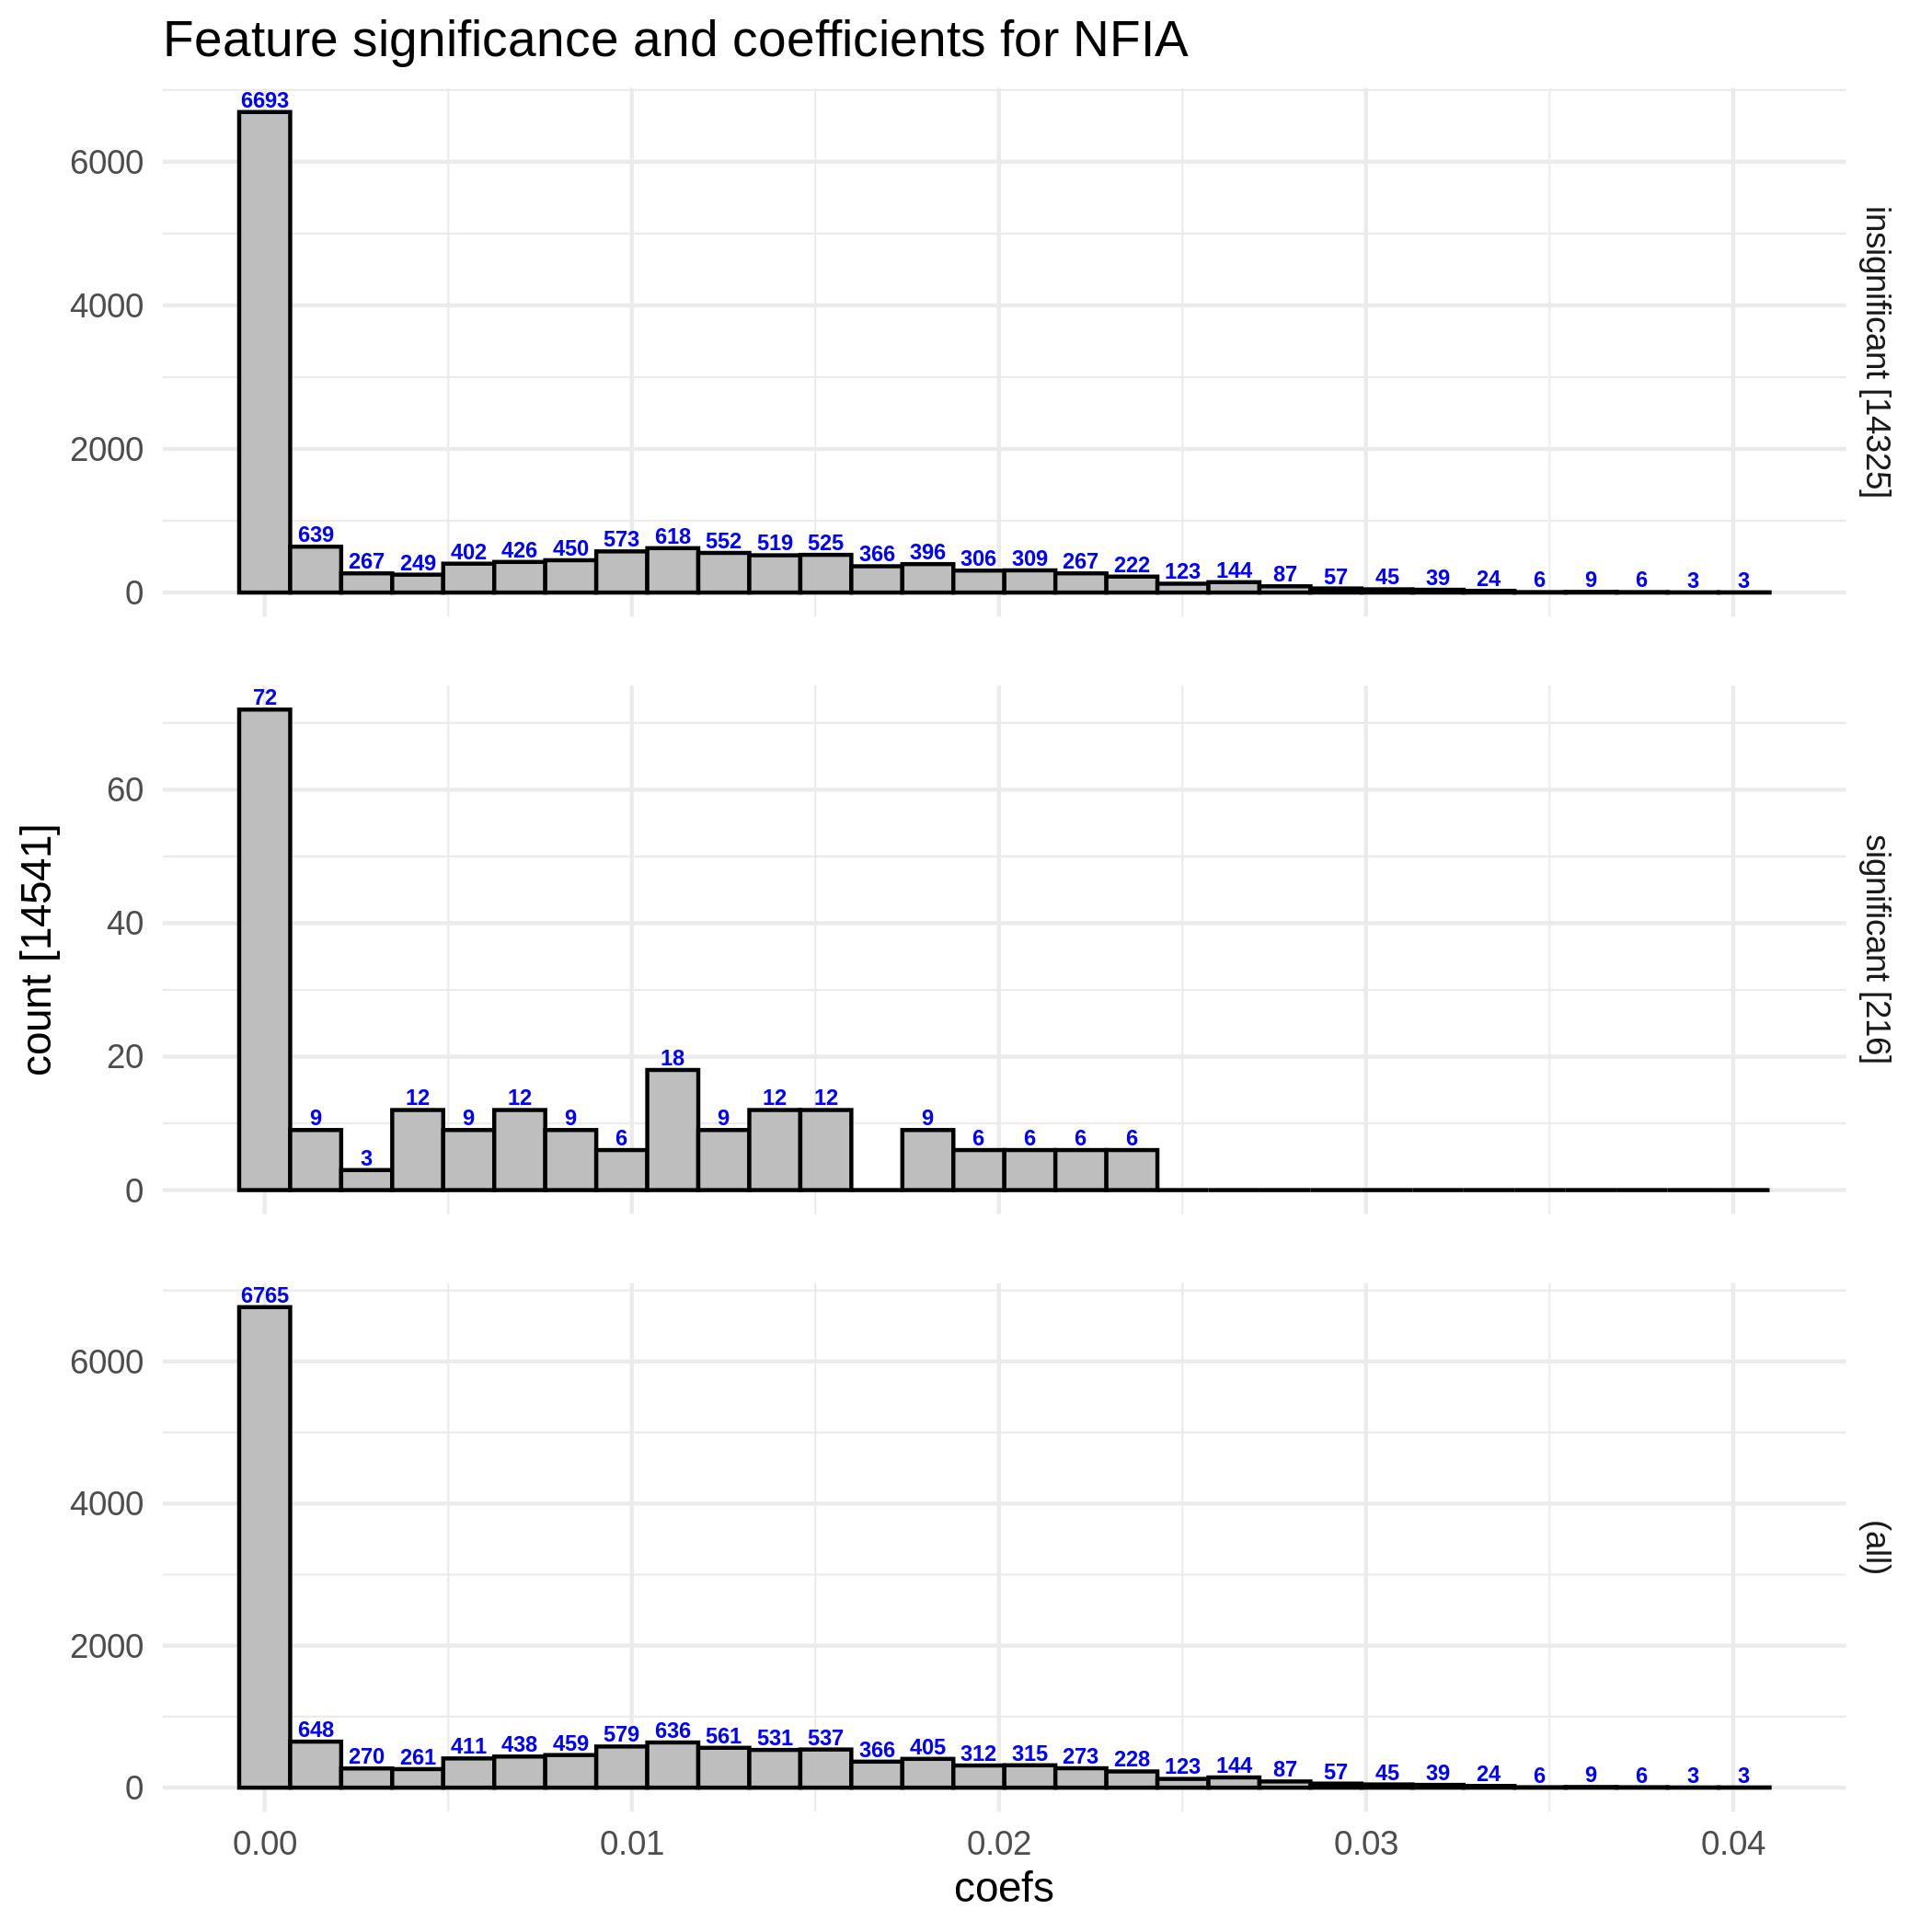 Feature significance and coefficients for NFIA
6693
6000
4000
2000
0
639 267 249 402 426 450 573 618 552 519 525 366 396 306 309 267 222 123 144 87 57 45 39 24 6 9 6 3 3
insignificant [14325]
72
60
40
20
0
9 3 12 9 12 9 6 18 9 12 12 9 6 6 6 6
significant [216]
count [14541]
6765
6000
4000
2000
0
648 270 261 411 438 459 579 636 561 531 537 366 405 312 315 273 228 123 144 87 57 45 39 24 6 9 6 3 3
(all)
0.00 0.01 0.02 0.03 0.04
coefs